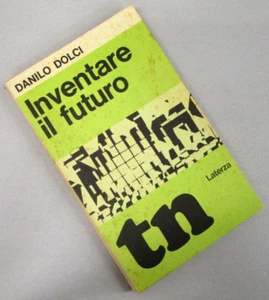 DANILO DOLCI
Inventare
il futuro
Laterza
tn